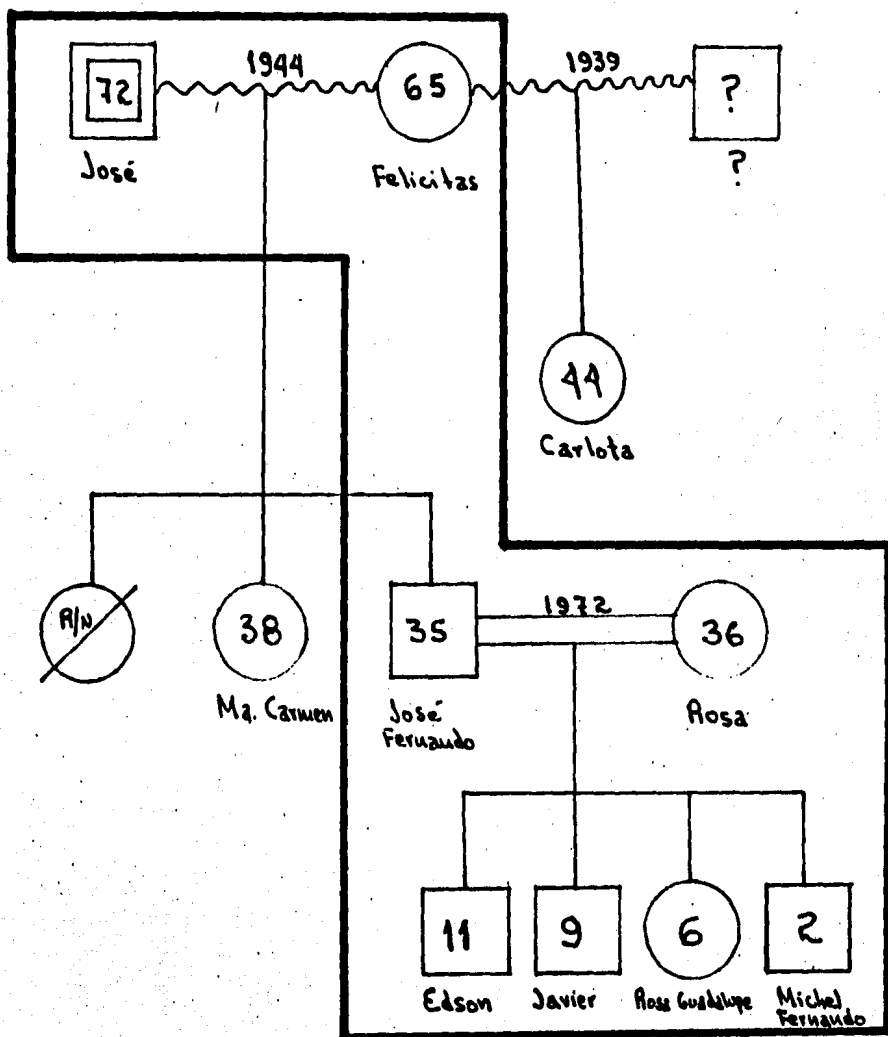 1944
1939
72
65
?
José
Felicitas
?
44
Carlota
R/N
38
35
1972
36
Ma. Carmen
José
Fernando
Rosa
11
9
6
2
Edson
Javier
Rosa Guadalupe
Michel
Fernando